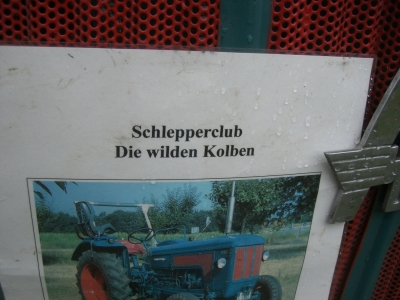 Schlepperclub
Die wilden Kolben